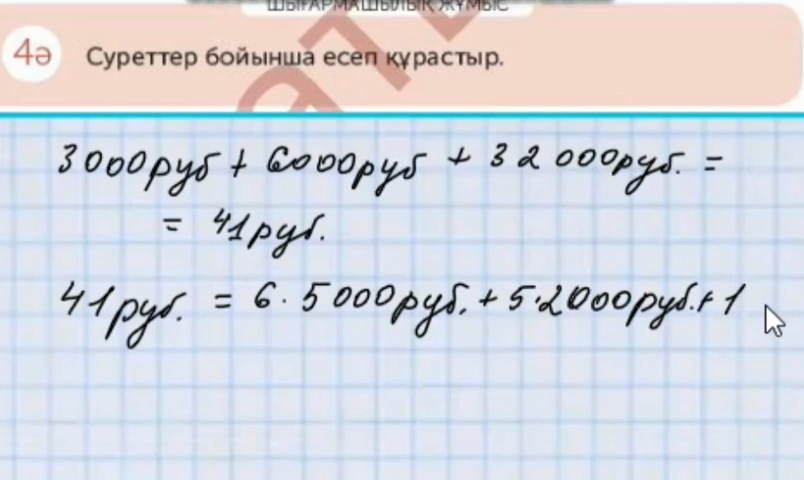 ШЫҒАРМАШЫЛЫҚ ЖҰМЫС
4ә Суреттер бойынша есеп құрастыр.
3000руб + 6000руб + 32 000руб. =
= 41руб.
41руб. = 6·5000руб. + 5·2000руб. + 1